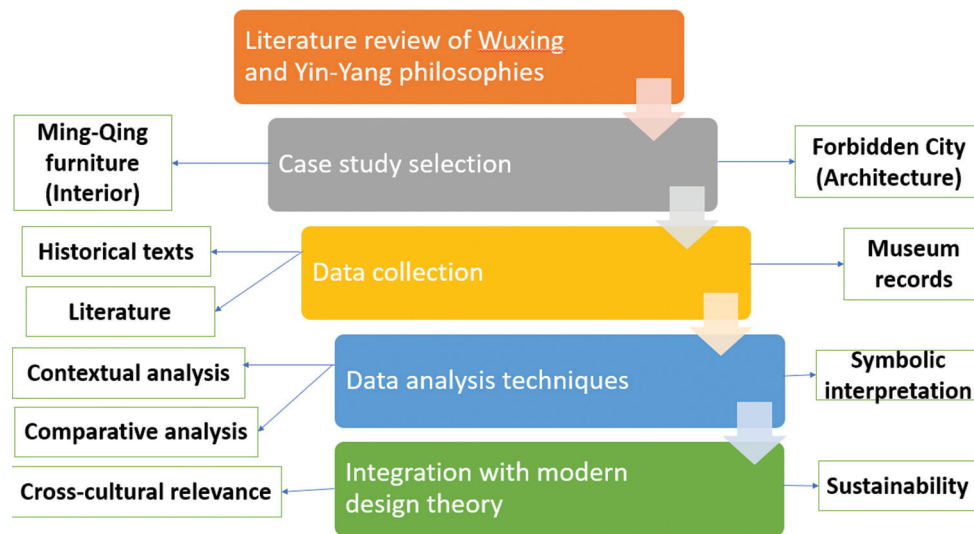 Literature review of Wuxing
and Yin-Yang philosophies
Ming-Qing
furniture
(Interior)
Case study selection
Forbidden City
(Architecture)
Historical texts
Literature
Data collection
Museum
records
Contextual analysis
Comparative analysis
Data analysis techniques
Symbolic
interpretation
Cross-cultural relevance
Integration with modern
design theory
Sustainability